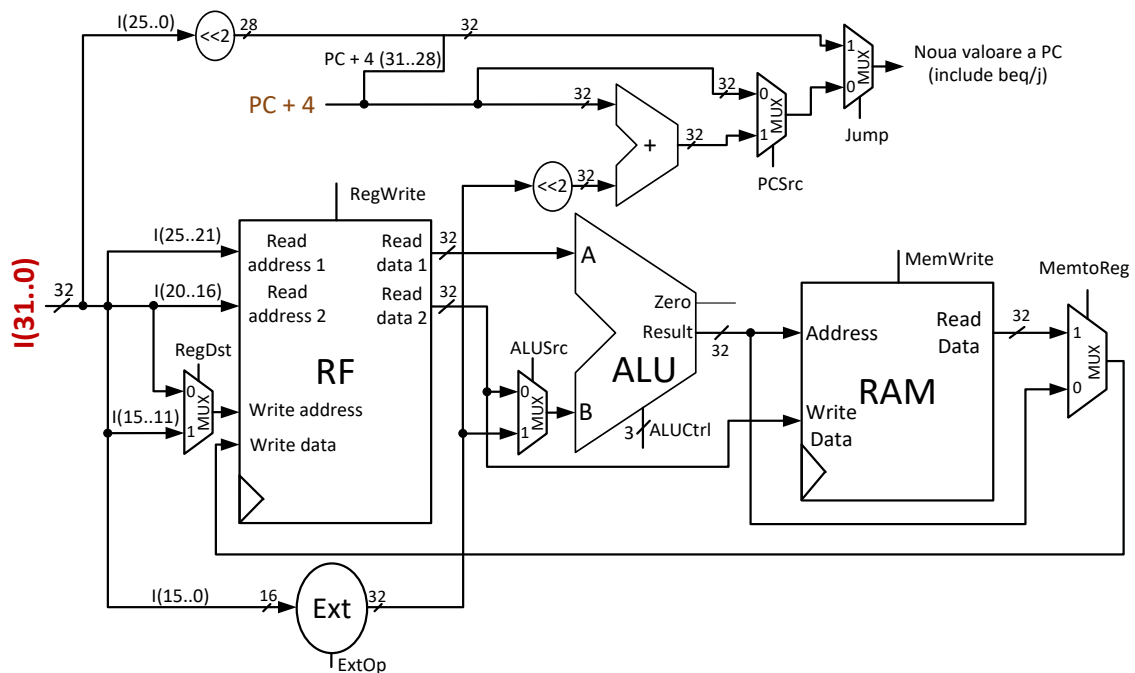 I(25..0)
<<2
28
32
PC + 4 (31..28)
PC + 4
32
32
0
1
MUX
PCSrc
1
0
MUX
Jump
Noua valoare a PC
(include beq/j)
+
32
<<2
32
32
I(31..0)
32
I(25..21)
I(20..16)
RegDst
0
1
MUX
I(15..11)
RegWrite
Read
address 1
Read
address 2
Read
data 1
Read
data 2
RF
Write address
Write data
32
32
ALUSrc
0
1
MUX
A
B
Zero
Result
ALU
3
ALUCtrl
32
MemWrite
Address
Read
Data
RAM
Write
Data
32
MemtoReg
1
0
MUX
I(15..0)
16
Ext
32
ExtOp